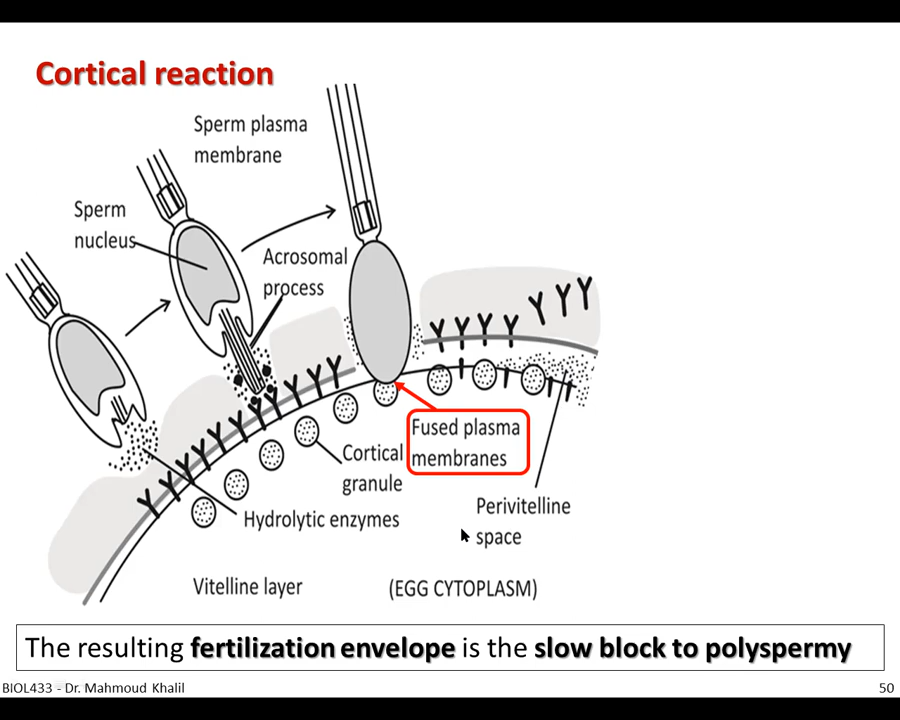 Cortical reaction
Sperm plasma
membrane
Sperm
nucleus
Acrosomal
process
Fused plasma
membranes
Cortical
granule
Perivitelline
space
Hydrolytic enzymes
Vitelline layer
(EGG CYTOPLASM)
The resulting fertilization envelope is the slow block to polyspermy
BIOL433 - Dr. Mahmoud Khalil
50